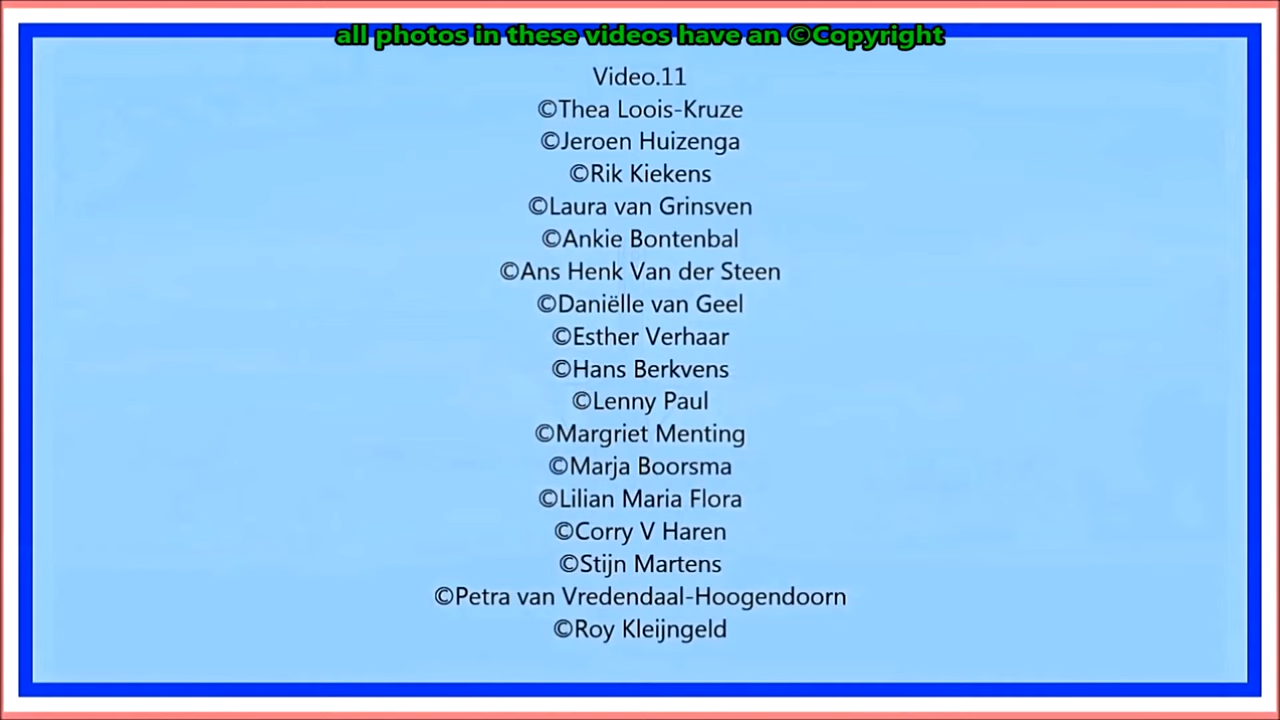 all photos in these videos have an ©Copyright
Video.11
©Thea Loois-Kruze
©Jeroen Huizenga
©Rik Kiekens
©Laura van Grinsven
©Ankie Bontenbal
©Ans Henk Van der Steen
©Daniëlle van Geel
©Esther Verhaar
©Hans Berkvens
©Lenny Paul
©Margriet Menting
©Marja Boorsma
©Lilian Maria Flora
©Corry V Haren
©Stijn Martens
©Petra van Vredendaal-Hoogendoorn
©Roy Kleijngeld